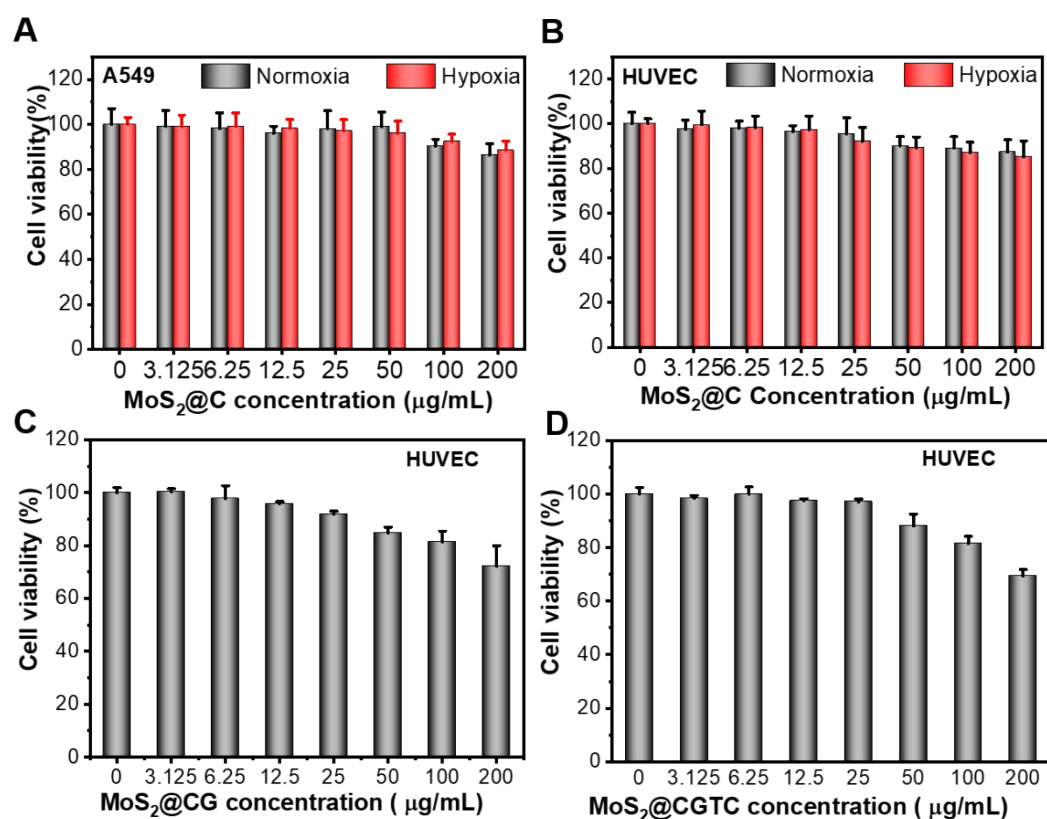 A
A549 Normoxia Hypoxia
Cell viability(%)
120
100
80
60
40
20
0
0 3.125 6.25 12.5 25 50 100 200
MoS₂@C concentration (μg/mL)
B
HUVEC Normoxia Hypoxia
Cell viability (%)
120
100
80
60
40
20
0
0 3.125 6.25 12.5 25 50 100 200
MoS₂@C Concentration (μg/mL)
C
HUVEC
Cell viability (%)
120
100
80
60
40
20
0
0 3.125 6.25 12.5 25 50 100 200
MoS₂@CG concentration ( μg/mL)
D
HUVEC
Cell viability (%)
120
100
80
60
40
20
0
0 3.125 6.25 12.5 25 50 100 200
MoS₂@CGTC concentration ( μg/mL)